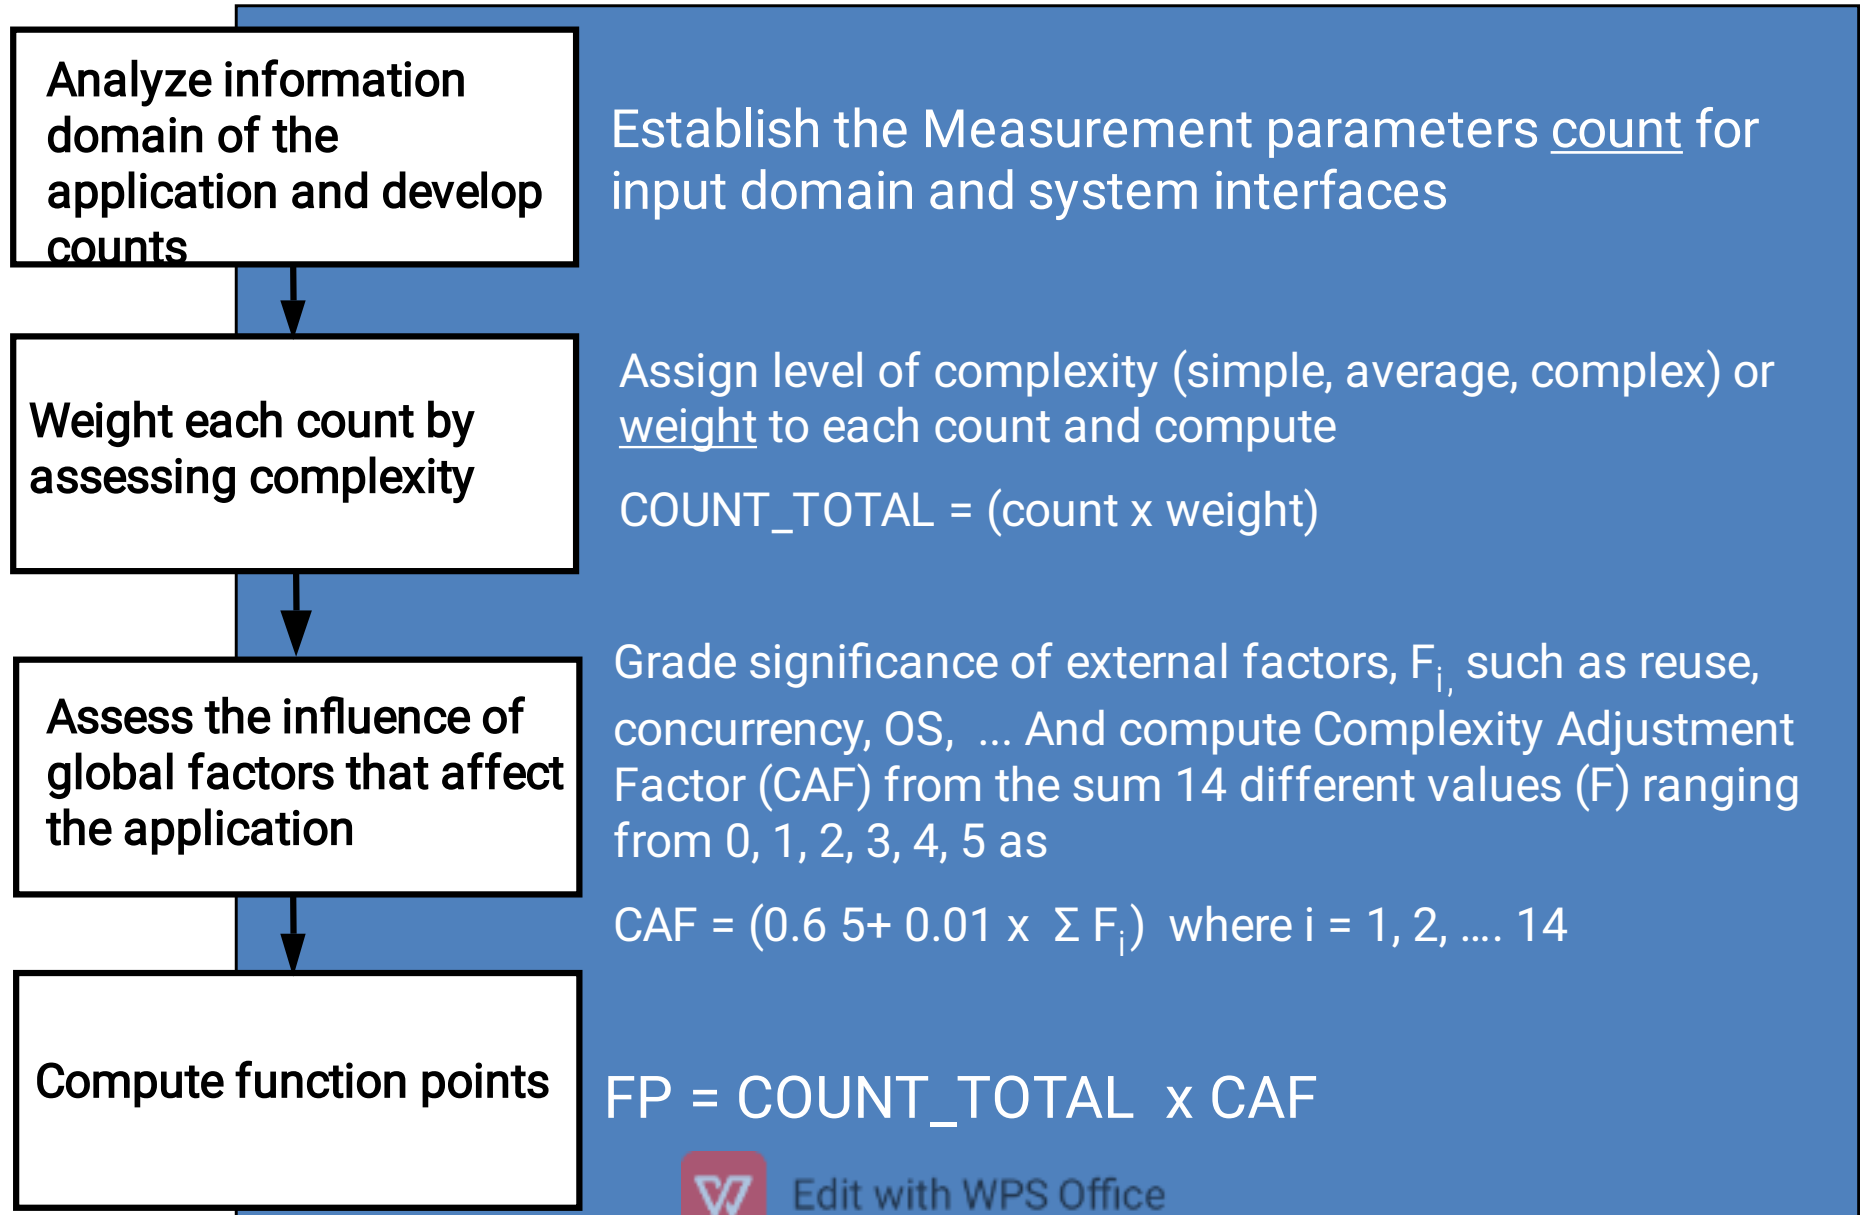 Analyze information
domain of the
application and develop
counts
Establish the Measurement parameters count for
input domain and system interfaces
Weight each count by
assessing complexity
Assign level of complexity (simple, average, complex) or
weight to each count and compute
COUNT_TOTAL = (count x weight)
Assess the influence of
global factors that affect
the application
Grade significance of external factors, Fi, such as reuse,
concurrency, OS, ... And compute Complexity Adjustment
Factor (CAF) from the sum 14 different values (F) ranging
from 0, 1, 2, 3, 4, 5 as
CAF = (0.6 5+ 0.01 x Σ Fi) where i = 1, 2, .... 14
Compute function points
FP = COUNT_TOTAL x CAF
Edit with WPS Office